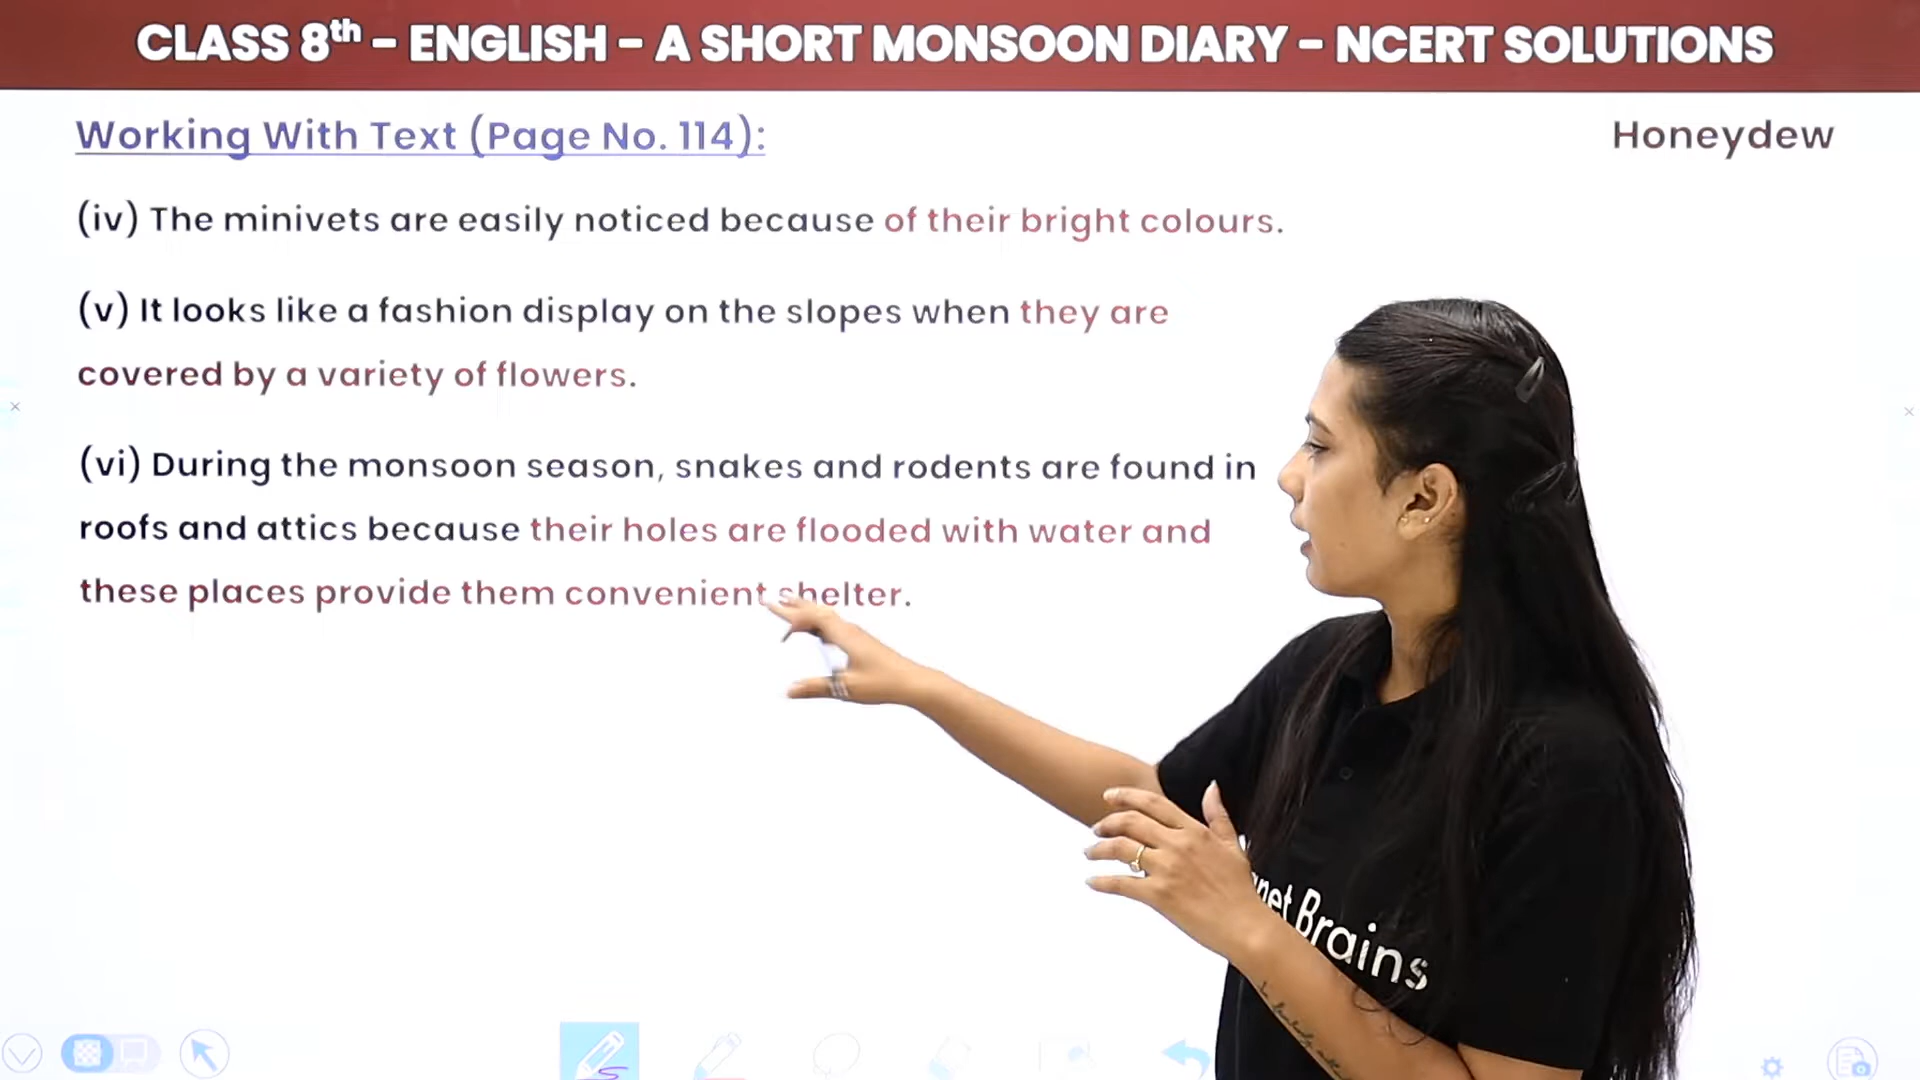 CLASS 8th – ENGLISH – A SHORT MONSOON DIARY – NCERT SOLUTIONS
Working With Text (Page No. 114):
Honeydew
(iv) The minivets are easily noticed because of their bright colours.
(v) It looks like a fashion display on the slopes when they are
covered by a variety of flowers.
(vi) During the monsoon season, snakes and rodents are found in
roofs and attics because their holes are flooded with water and
these places provide them convenient shelter.
net Brains